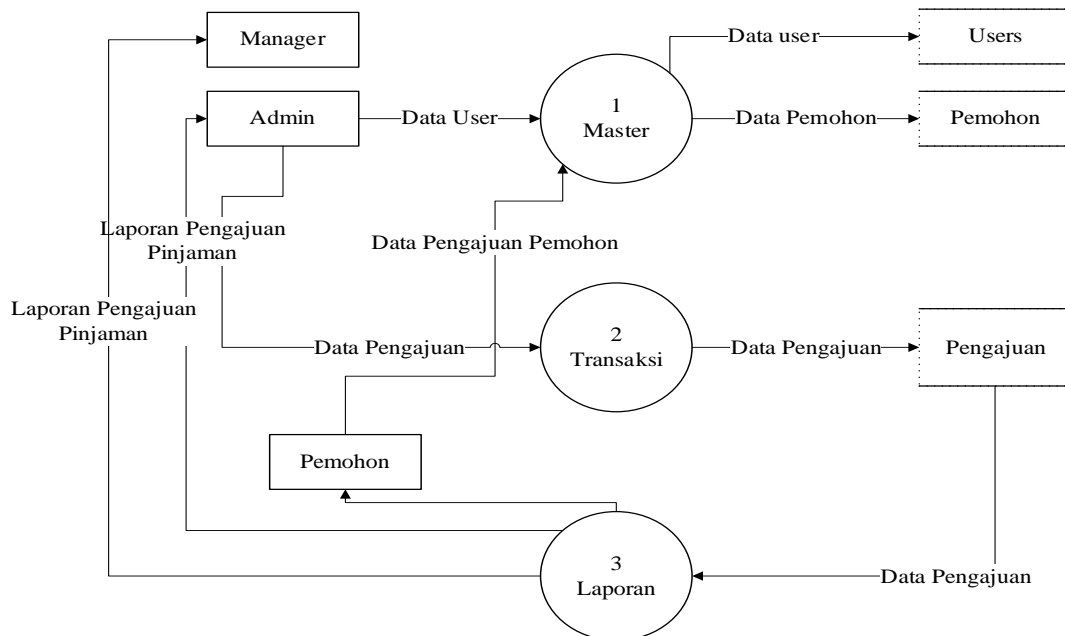 Manager
Data user
Users
Admin
Data User
1
Master
Data Pemohon
Pemohon
Laporan Pengajuan
Pinjaman
Data Pengajuan Pemohon
Laporan Pengajuan
Pinjaman
2
Transaksi
Data Pengajuan
Data Pengajuan
Pengajuan
Pemohon
3
Laporan
Data Pengajuan